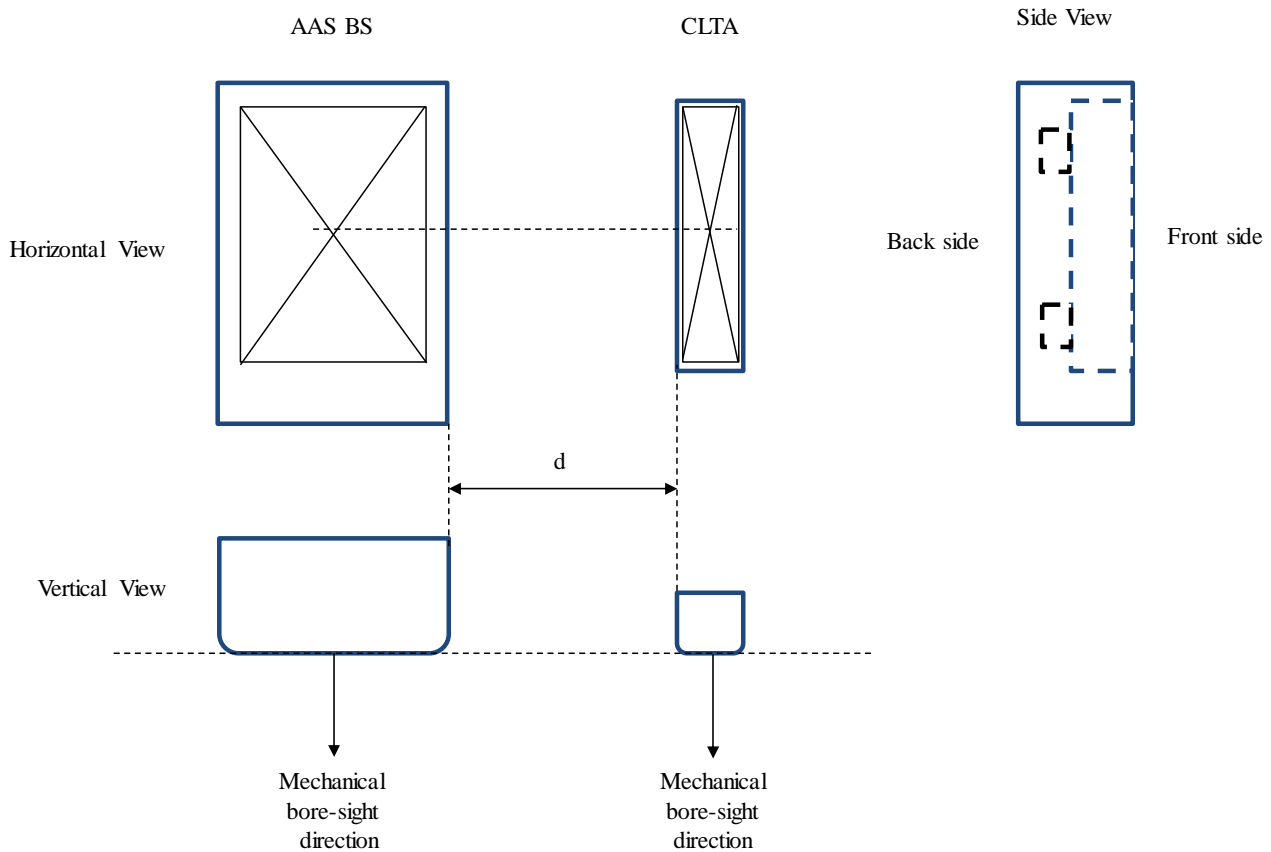 AAS BS
CLTA
Side View
Horizontal View
Back side
Front side
d
Vertical View
Mechanical
bore-sight
direction
Mechanical
bore-sight
direction